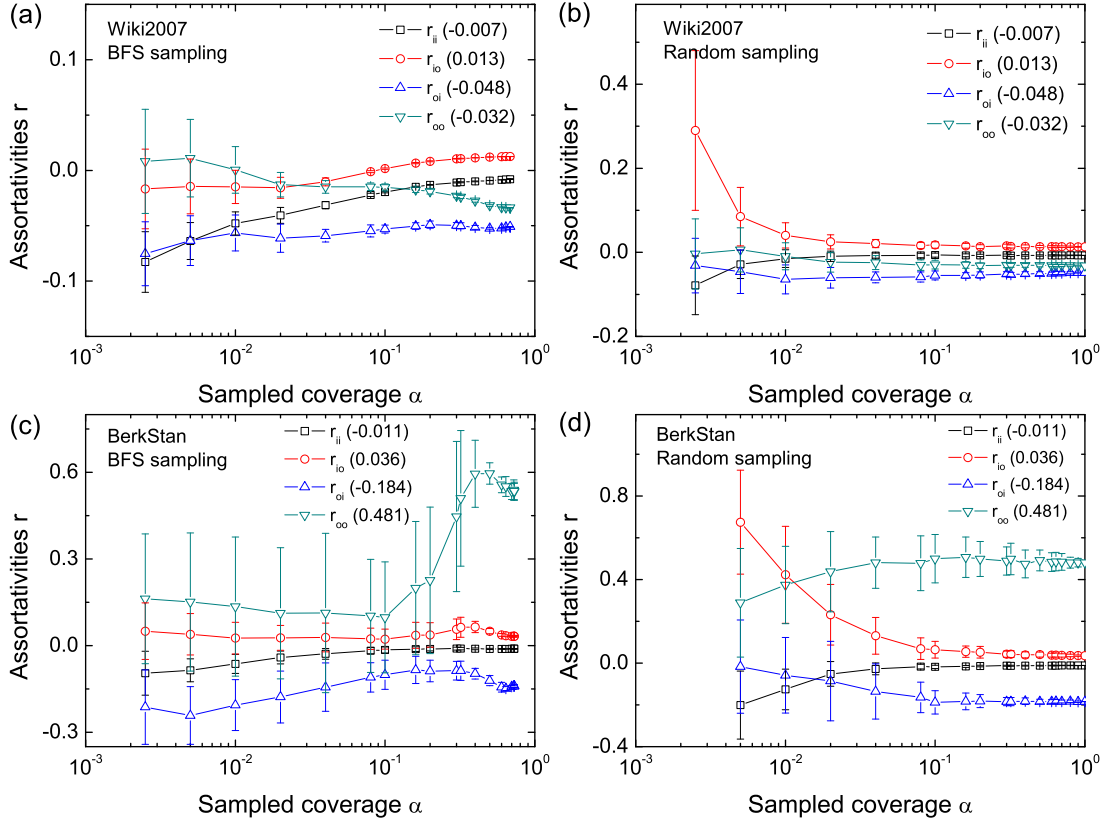 (a)
Wiki2007
BFS sampling
r_ii (-0.007)
r_io (0.013)
r_oi (-0.048)
r_oo (-0.032)
0.1
0.0
-0.1
Assortativities r
10^-3
10^-2
10^-1
10^0
Sampled coverage α
(b)
Wiki2007
Random sampling
r_ii (-0.007)
r_io (0.013)
r_oi (-0.048)
r_oo (-0.032)
0.4
0.2
0.0
-0.2
Assortativities r
10^-3
10^-2
10^-1
10^0
Sampled coverage α
(c)
BerkStan
BFS sampling
r_ii (-0.011)
r_io (0.036)
r_oi (-0.184)
r_oo (0.481)
0.6
0.3
0.0
-0.3
Assortativities r
10^-3
10^-2
10^-1
10^0
Sampled coverage α
(d)
BerkStan
Random sampling
r_ii (-0.011)
r_io (0.036)
r_oi (-0.184)
r_oo (0.481)
0.8
0.4
0.0
-0.4
Assortativities r
10^-3
10^-2
10^-1
10^0
Sampled coverage α